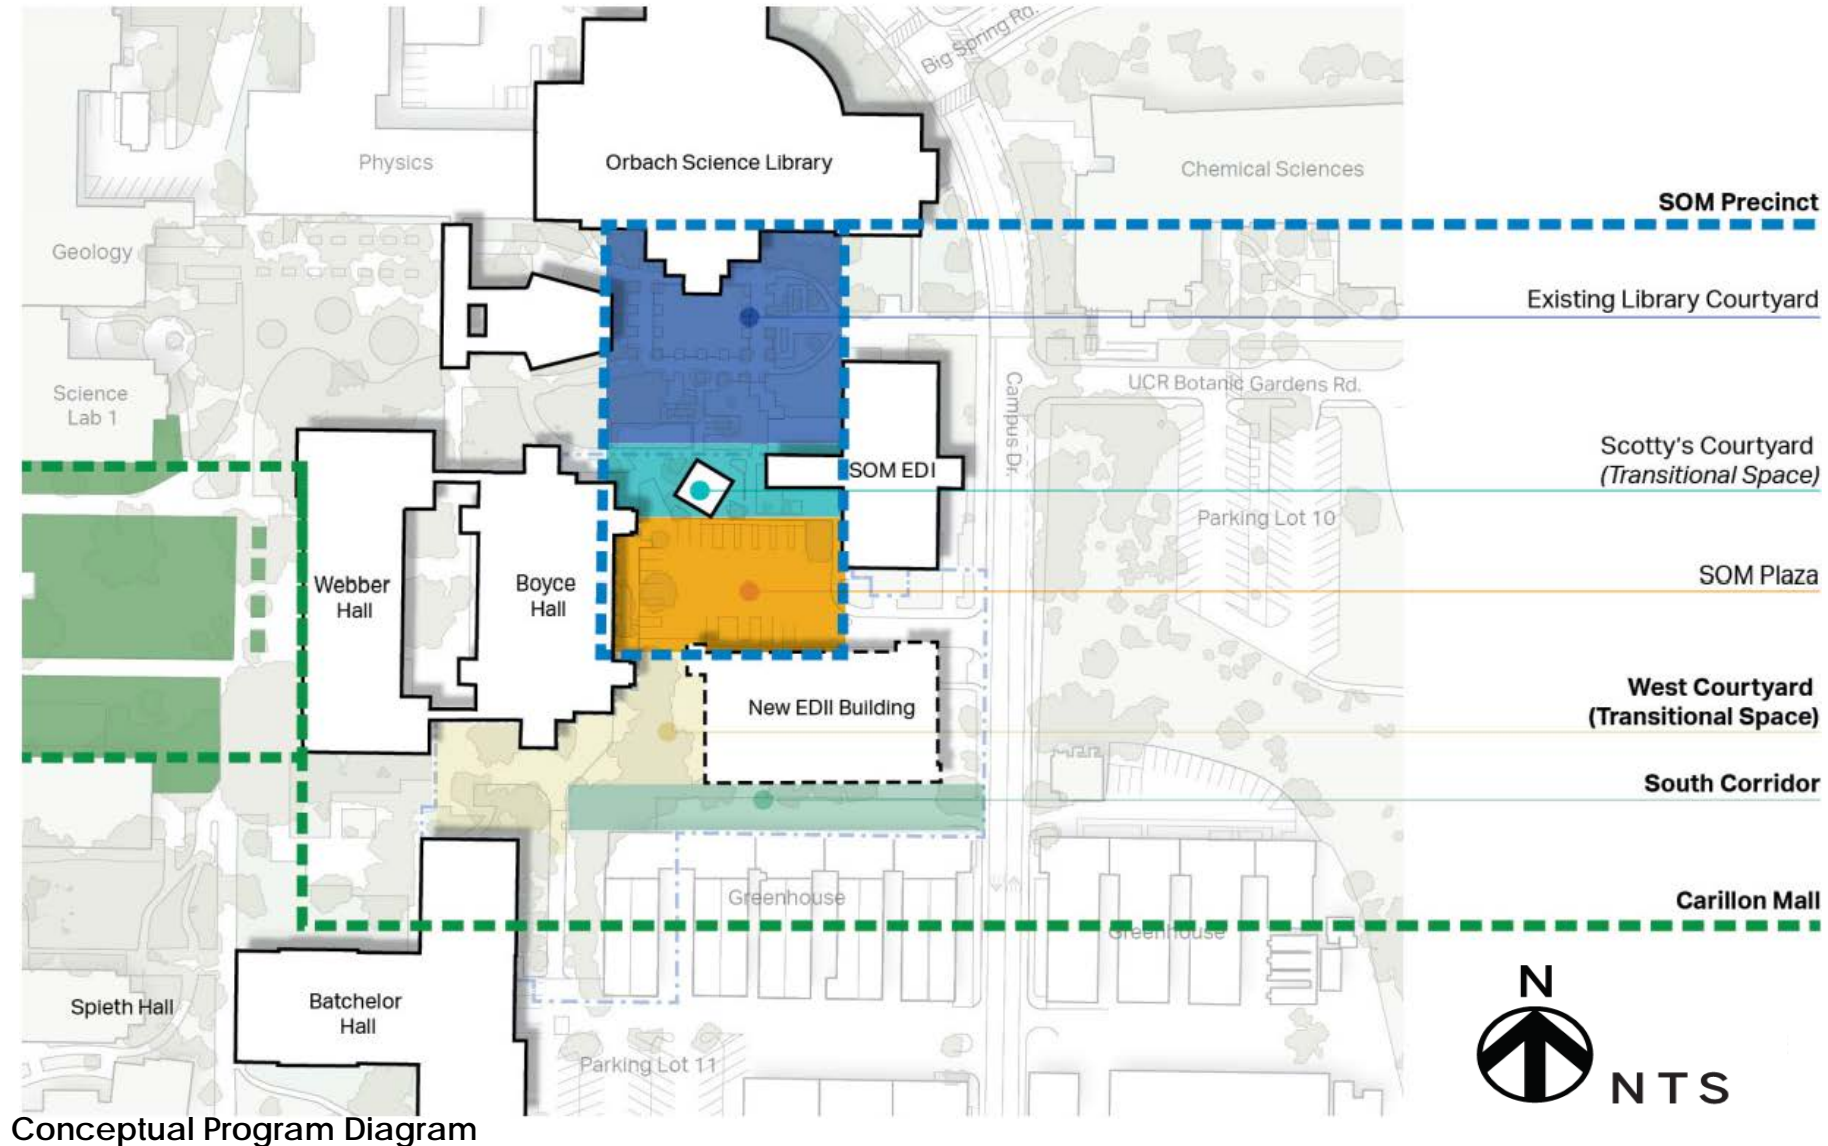 Big Spring Rd.
Physics
Orbach Science Library
Chemical Sciences
SOM Precinct
Geology
Existing Library Courtyard
Science
Lab 1
Campus Dr.
UCR Botanic Gardens Rd.
Scotty's Courtyard
(Transitional Space)
SOM EDI
Parking Lot 10
SOM Plaza
Webber
Hall
Boyce
Hall
West Courtyard
(Transitional Space)
New EDII Building
South Corridor
Greenhouse
Carillon Mall
Greenhouse
Spieth Hall
Batchelor
Hall
N
Parking Lot 11
NTS
Conceptual Program Diagram